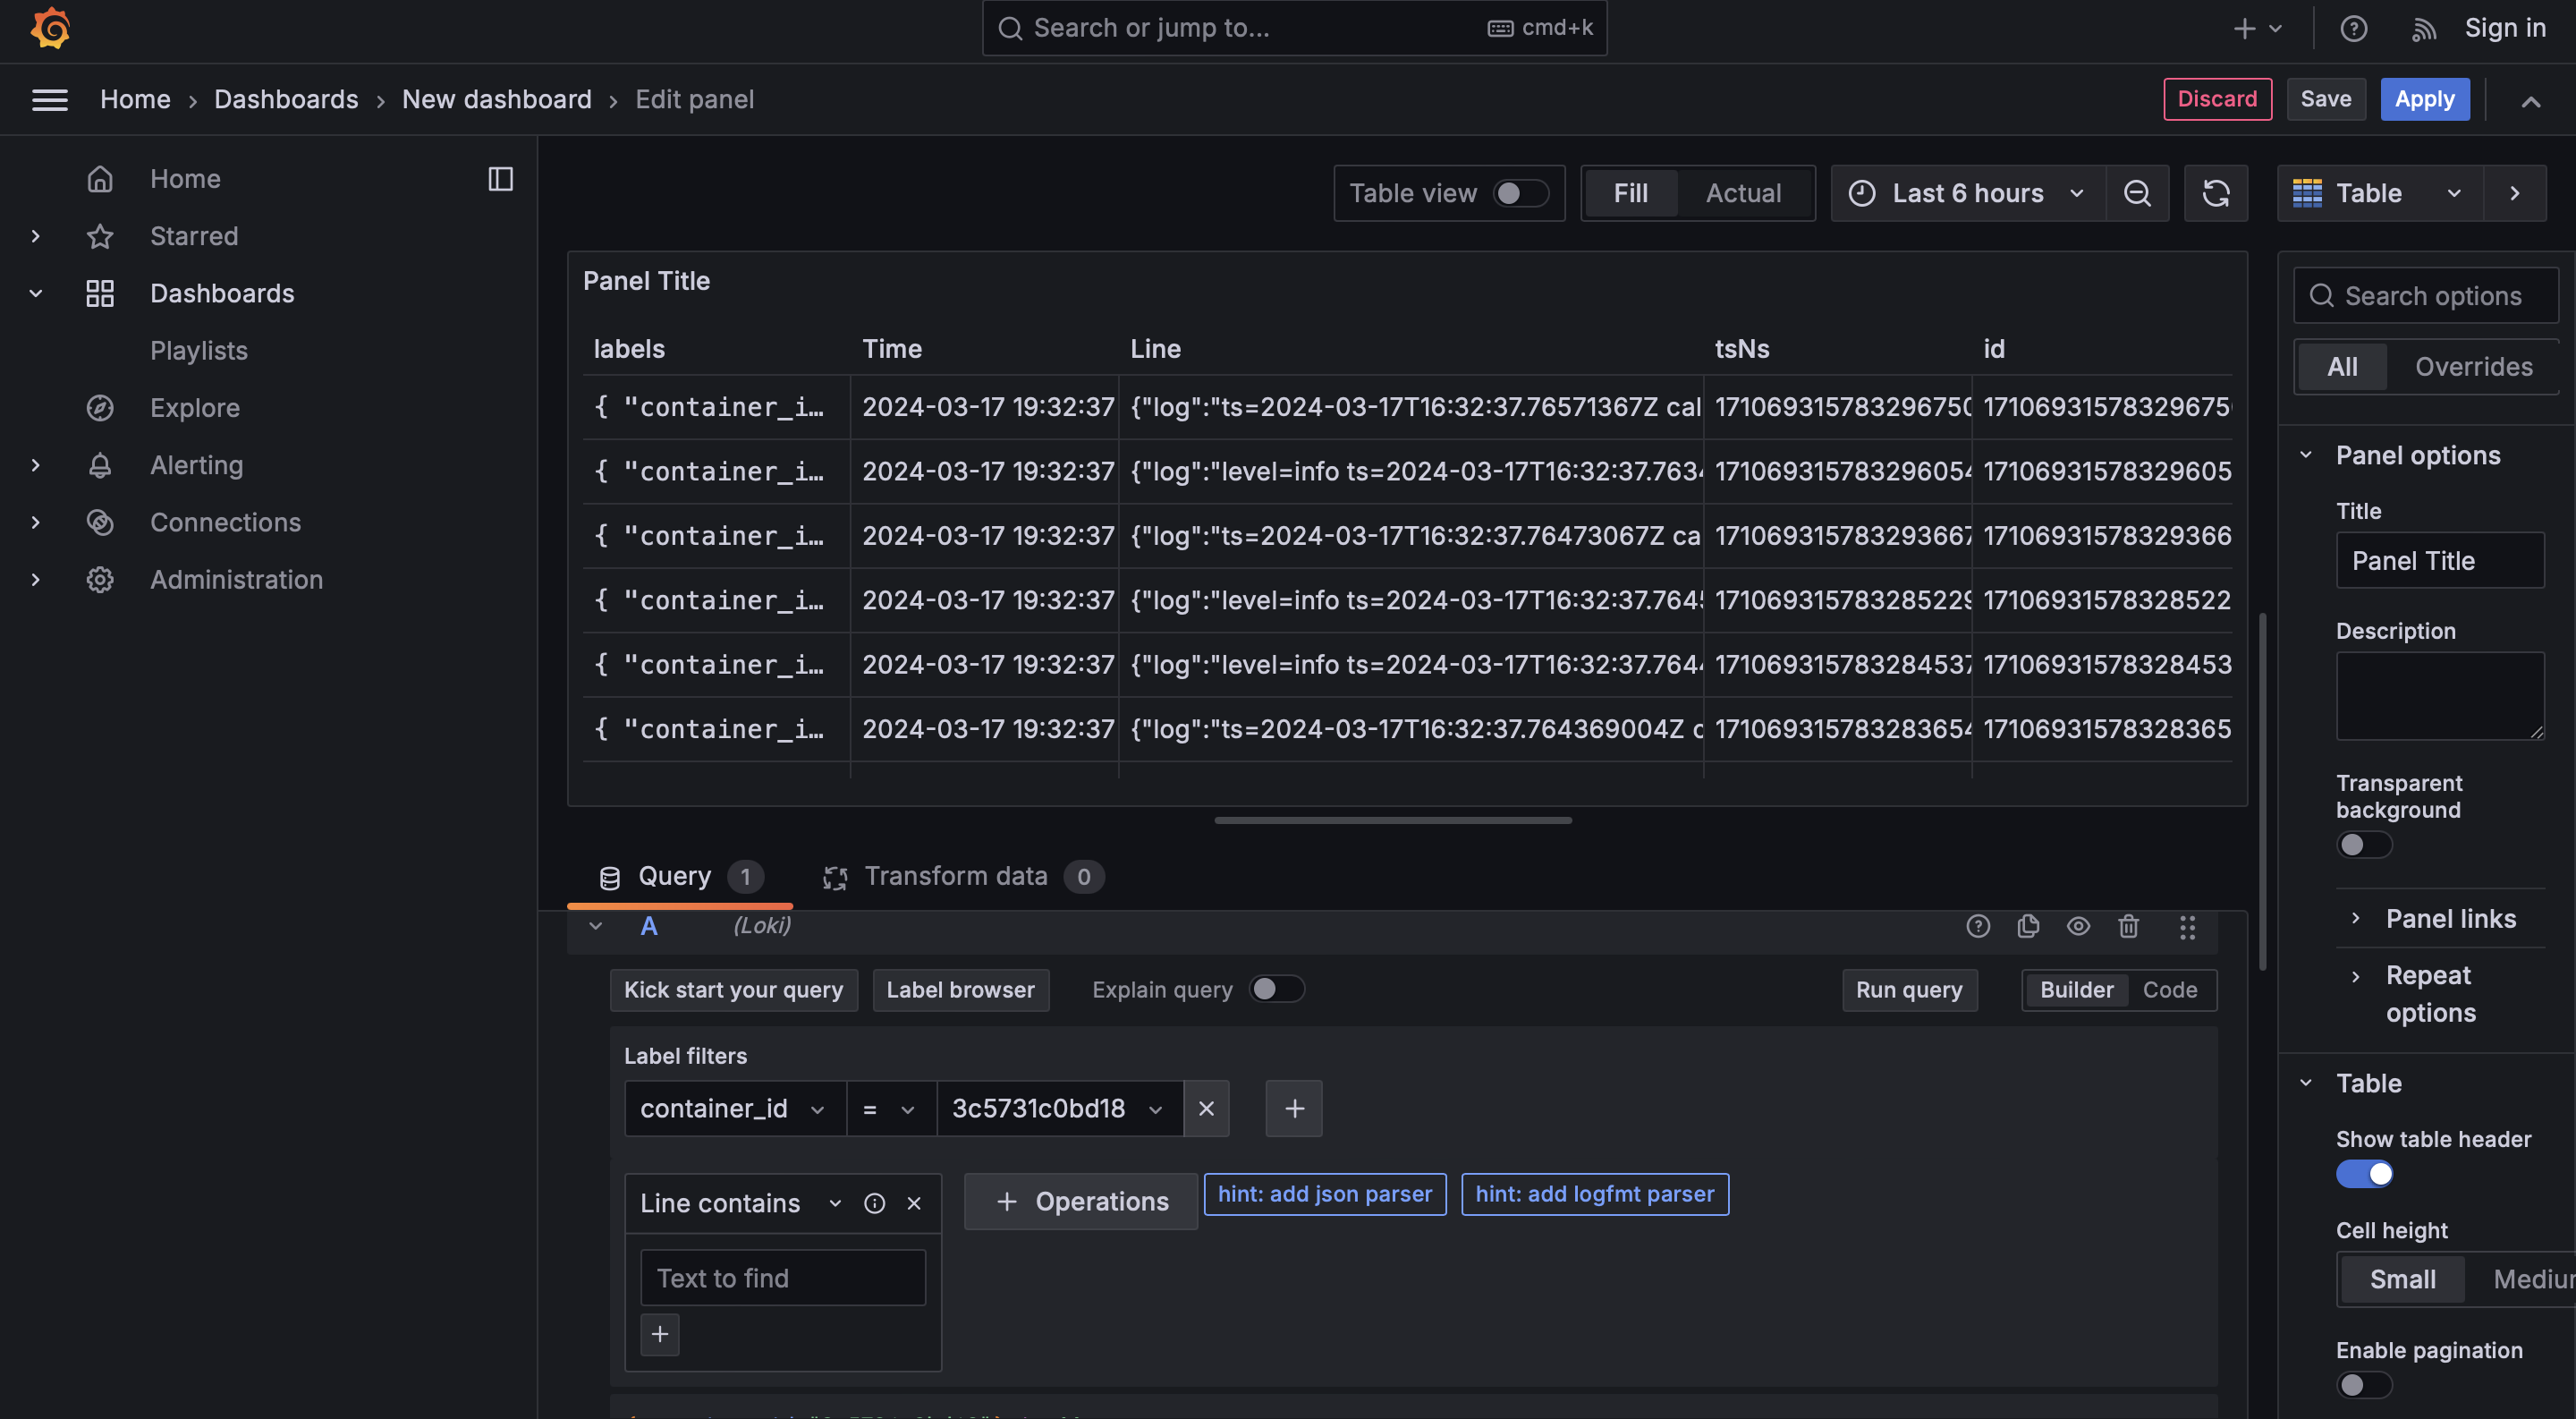 Search or jump to... cmd+k
Sign in
Home › Dashboards › New dashboard › Edit panel
Discard Save Apply
Home
Starred
Dashboards
Playlists
Explore
Alerting
Connections
Administration
Table view Fill Actual Last 6 hours Table
Panel Title
labels Time Line tsNs id
{ "container_i... 2024-03-17 19:32:37 {"log":"ts=2024-03-17T16:32:37.76571367Z cal 171069315783296750 171069315783296750
{ "container_i... 2024-03-17 19:32:37 {"log":"level=info ts=2024-03-17T16:32:37.7634 171069315783296054 17106931578329605
{ "container_i... 2024-03-17 19:32:37 {"log":"ts=2024-03-17T16:32:37.76473067Z ca 171069315783293667 17106931578329366
{ "container_i... 2024-03-17 19:32:37 {"log":"level=info ts=2024-03-17T16:32:37.7645 171069315783285229 17106931578328522
{ "container_i... 2024-03-17 19:32:37 {"log":"level=info ts=2024-03-17T16:32:37.7644 171069315783284537 17106931578328453
{ "container_i... 2024-03-17 19:32:37 {"log":"ts=2024-03-17T16:32:37.764369004Z c 171069315783283654 17106931578328365
Query 1 Transform data 0
A (Loki)
Kick start your query Label browser Explain query Run query Builder Code
Label filters
container_id = 3c5731c0bd18
Line contains
Operations
hint: add json parser
hint: add logfmt parser
Text to find
Search options
All Overrides
Panel options
Title
Panel Title
Description
Transparent
background
Panel links
Repeat
options
Table
Show table header
Cell height
Small Medium
Enable pagination